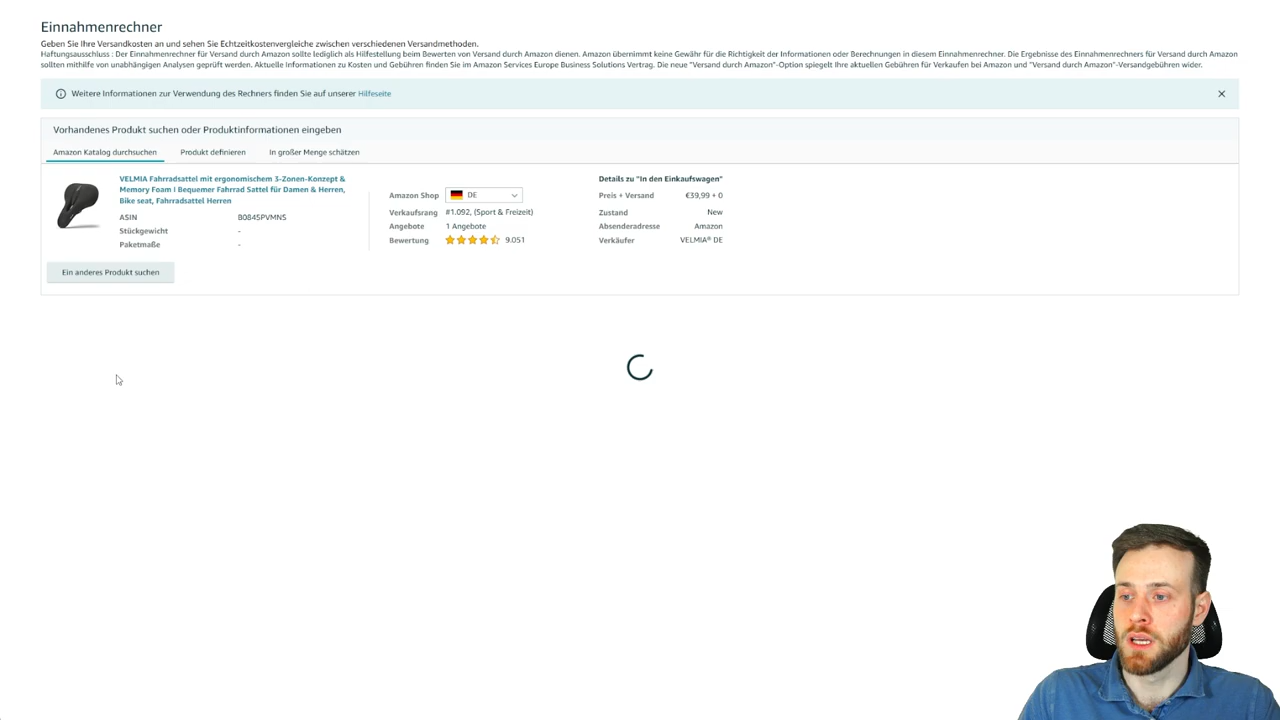 Einnahmenrechner
Geben Sie Ihre Versandkosten an und sehen Sie Echtzeitkostenvergleiche zwischen verschiedenen Versandmethoden.
Haftungsausschluss : Der Einnahmenrechner für Versand durch Amazon sollte lediglich als Hilfestellung beim Bewerten von Versand durch Amazon dienen. Amazon übernimmt keine Gewähr für die Richtigkeit der Informationen oder Berechnungen in diesem Einnahmenrechner. Die Ergebnisse des Einnahmenrechners für Versand durch Amazon
sollten mithilfe von unabhängigen Analysen geprüft werden. Aktuelle Informationen zu Kosten und Gebühren finden Sie im Amazon Services Europe Business Solutions Vertrag. Die neue "Versand durch Amazon"-Option spiegelt Ihre aktuellen Gebühren für Verkaufen bei Amazon und "Versand durch Amazon"-Versandgebühren wider.
Weitere Informationen zur Verwendung des Rechners finden Sie auf unserer Hilfeseite
Vorhandenes Produkt suchen oder Produktinformationen eingeben
Amazon Katalog durchsuchen Produkt definieren In großer Menge schätzen
VELMIA Fahrradsattel mit ergonomischem 3-Zonen-Konzept &
Memory Foam I Bequemer Fahrrad Sattel für Damen & Herren,
Bike seat, Fahrradsattel Herren
ASIN B0845PVMNS
Stückgewicht -
Paketmaße -
Amazon Shop DE
Verkaufsrang #1.092, (Sport & Freizeit)
Angebote 1 Angebote
Bewertung 9.051
Details zu "In den Einkaufswagen"
Preis + Versand €39,99 + 0
Zustand New
Absenderadresse Amazon
Verkäufer VELMIA® DE
Ein anderes Produkt suchen